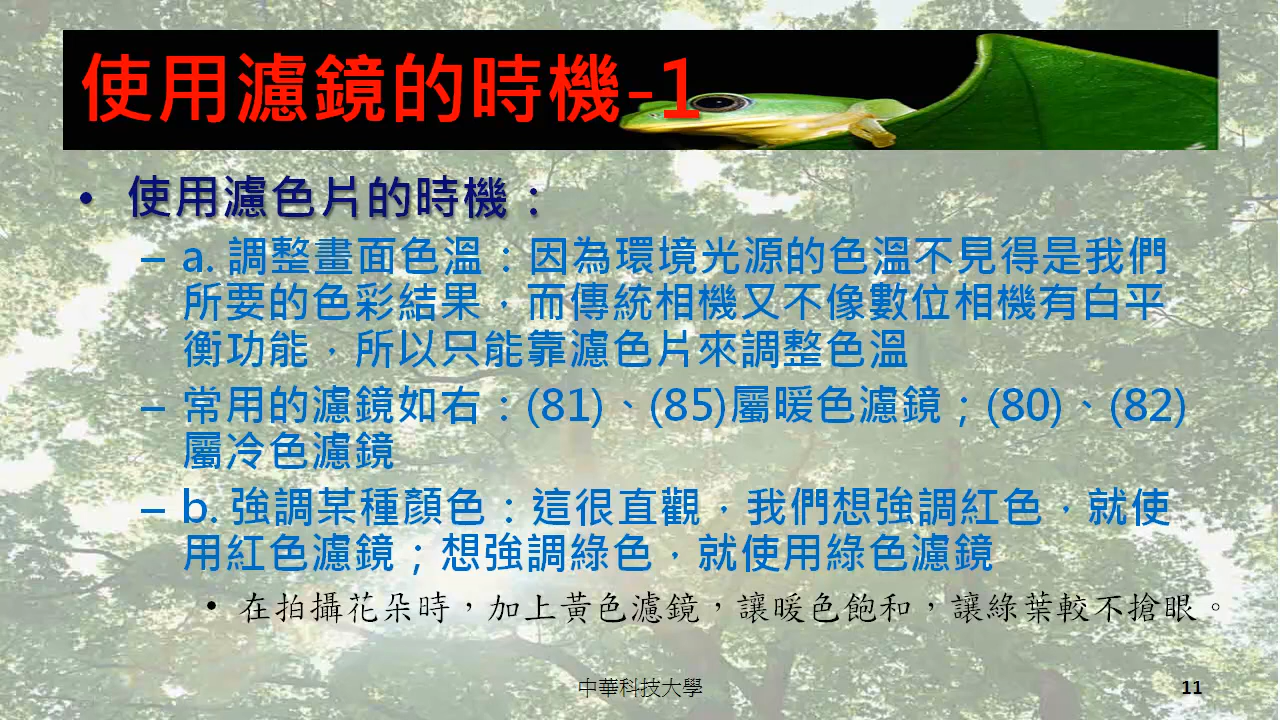 使用濾鏡的時機-1
• 使用濾色片的時機：
– a. 調整畫面色溫：因為環境光源的色溫不見得是我們
所要的色彩結果，而傳統相機又不像數位相機有白平
衡功能，所以只能靠濾色片來調整色溫
– 常用的濾鏡如右：(81)、(85)屬暖色濾鏡；(80)、(82)
屬冷色濾鏡
– b. 強調某種顏色：這很直觀，我們想強調紅色，就使
用紅色濾鏡；想強調綠色，就使用綠色濾鏡
• 在拍攝花朵時，加上黃色濾鏡，讓暖色飽和，讓綠葉較不搶眼。
中華科技大學
11